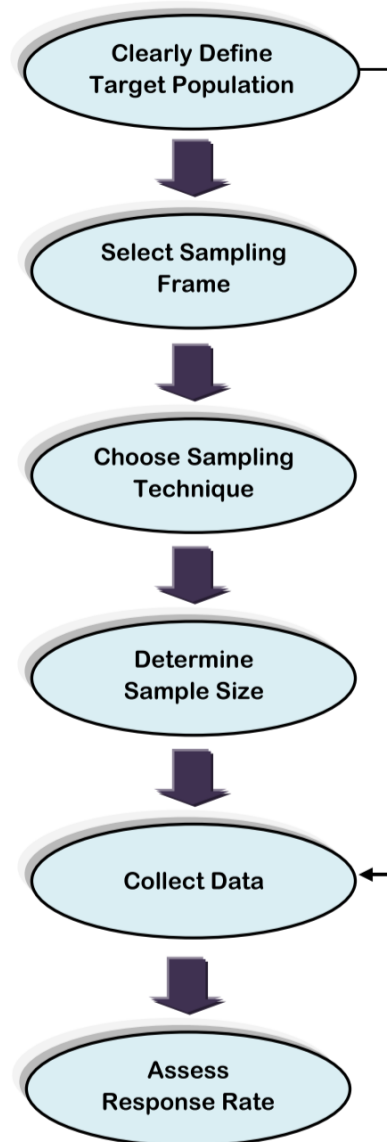 Clearly Define
Target Population
Select Sampling
Frame
Choose Sampling
Technique
Determine
Sample Size
Collect Data
Assess
Response Rate